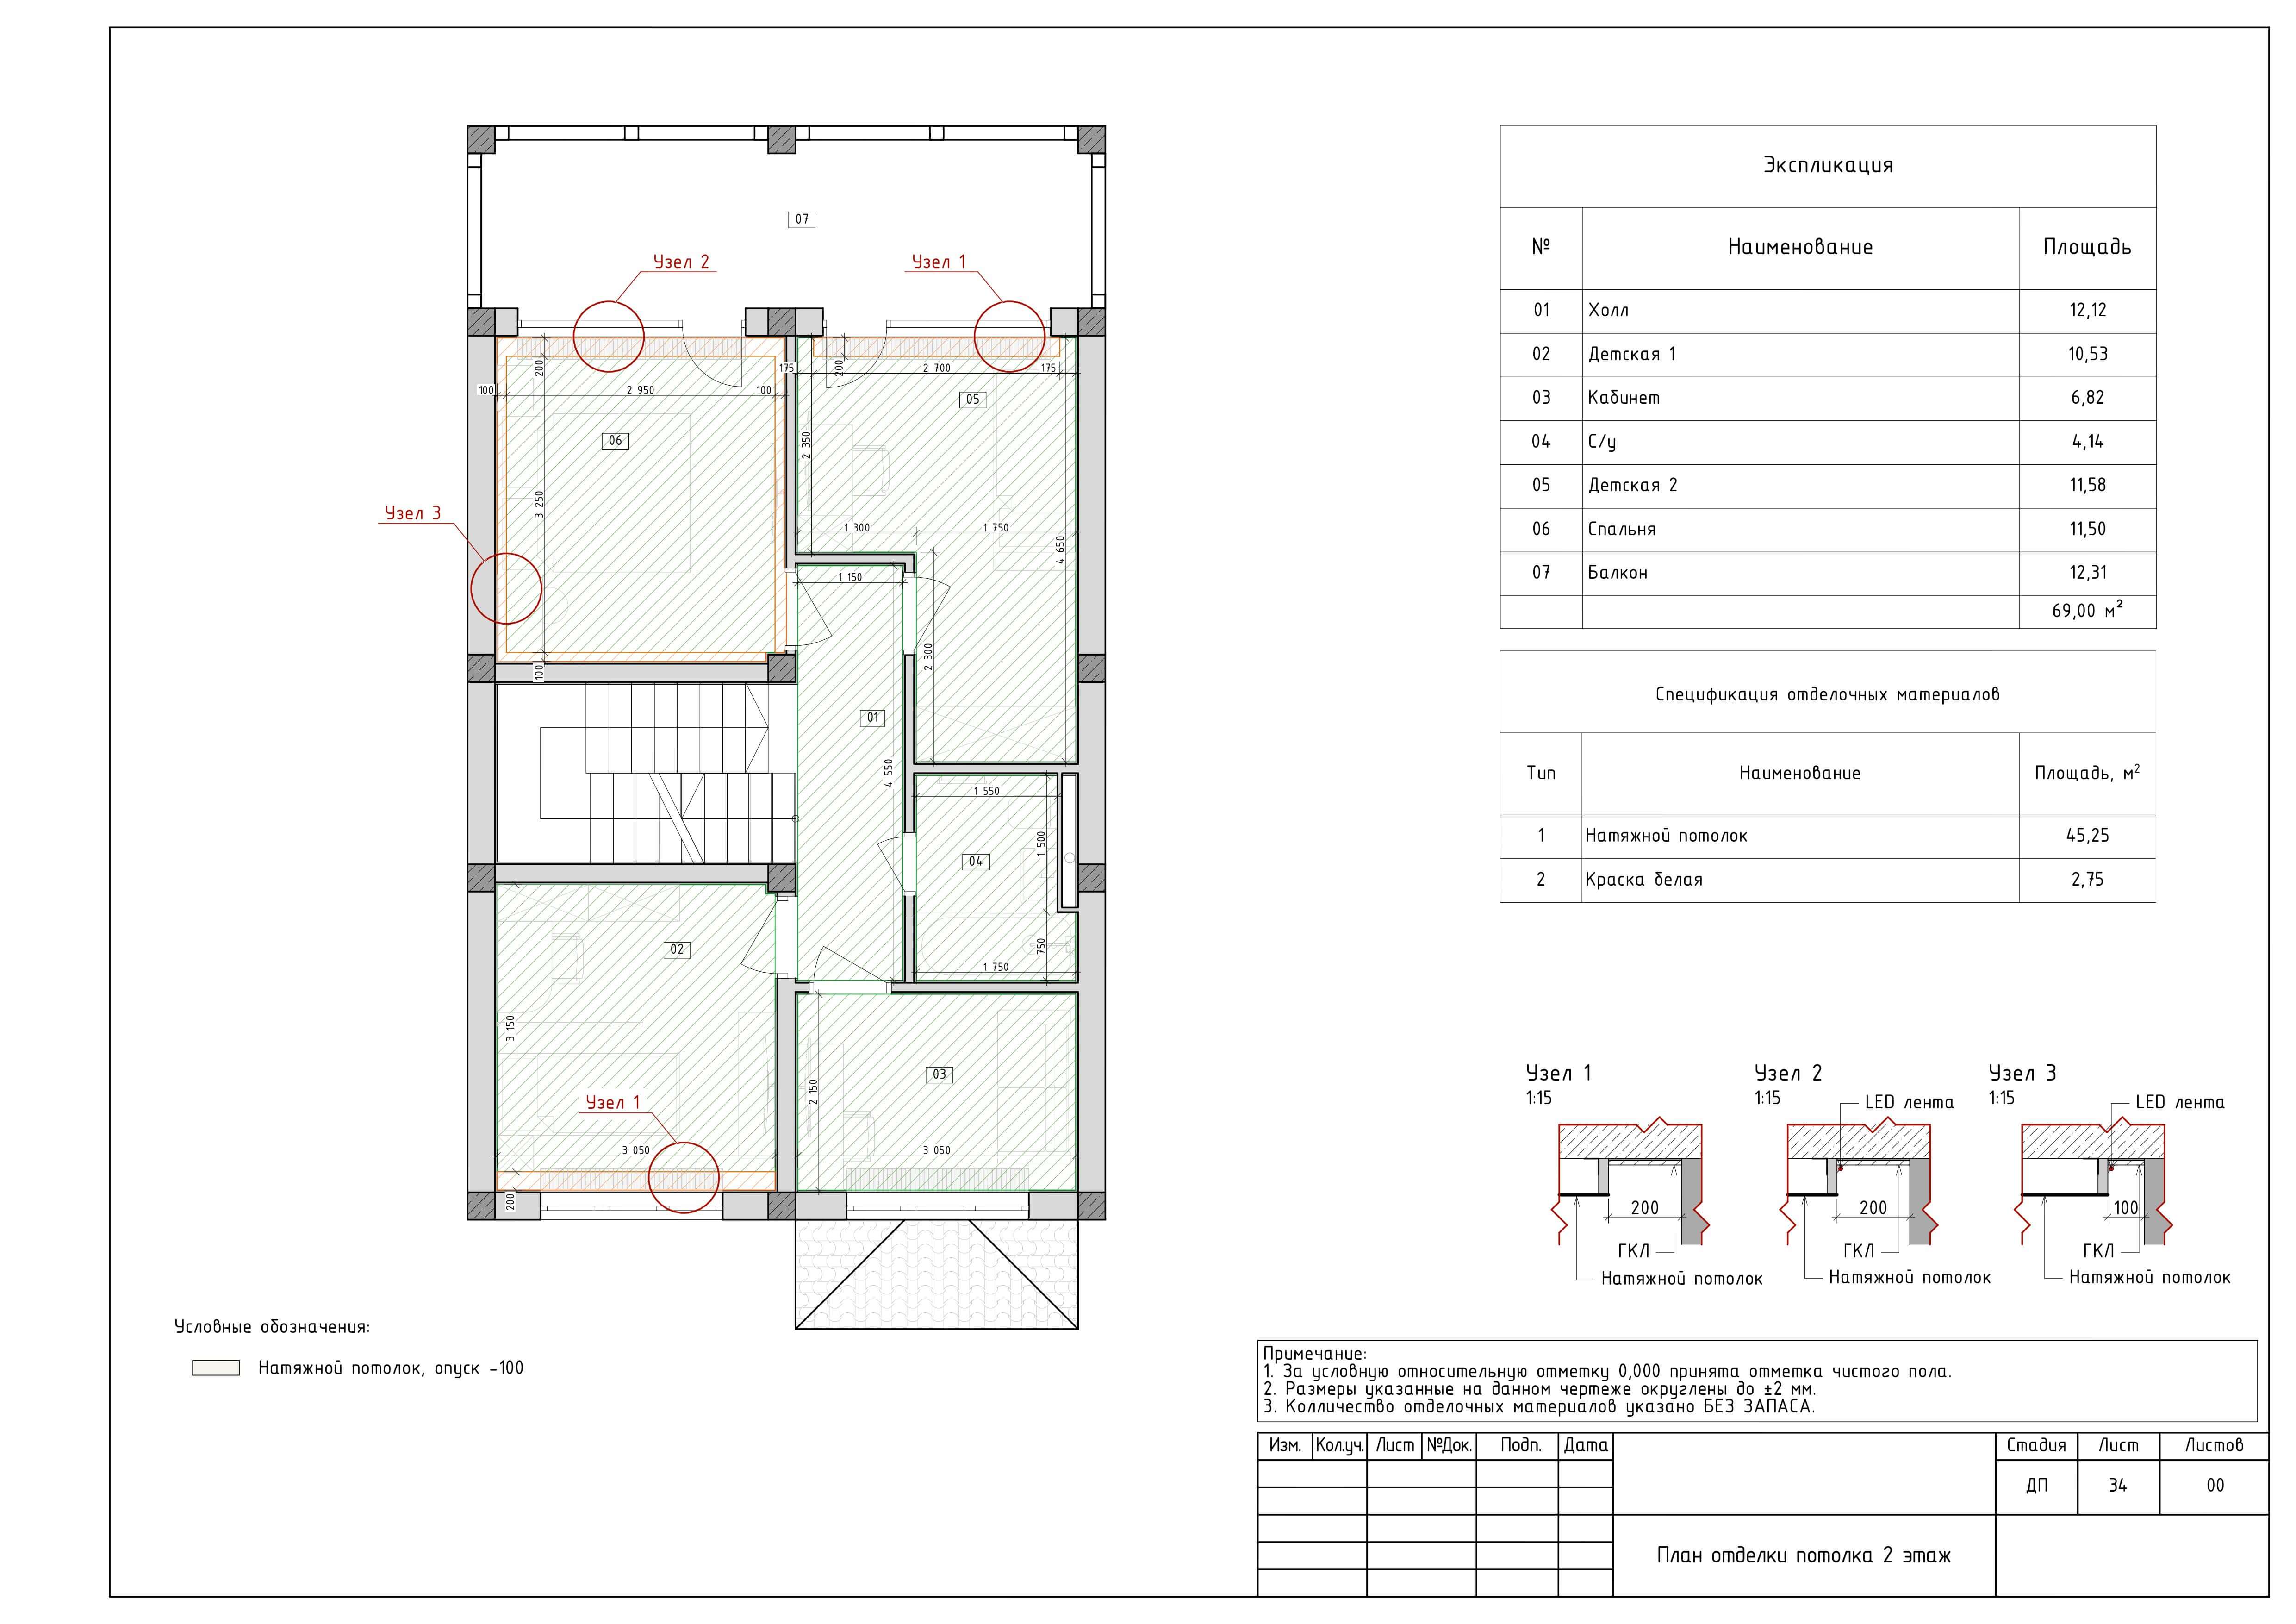 07
Узел 2
Узел 1
200
175
200
2 700
175
100
2 950
100
05
06
2 350
3 250
Узел 3
1 300
1 750
4 650
1 150
2 300
100
01
4 550
1 550
1 500
04
02
750
1 750
3 150
03
2 150
Узел 1
3 050
3 050
200
Экспликация
№ Наименование Площадь
01 Холл 12,12
02 Детская 1 10,53
03 Кабинет 6,82
04 С/у 4,14
05 Детская 2 11,58
06 Спальня 11,50
07 Балкон 12,31
69,00 м²
Спецификация отделочных материалов
Тип Наименование Площадь, м²
1 Натяжной потолок 45,25
2 Краска белая 2,75
Узел 1
1:15
200
ГКЛ
Натяжной потолок
Узел 2
1:15
LED лента
200
ГКЛ
Натяжной потолок
Узел 3
1:15
LED лента
100
ГКЛ
Натяжной потолок
Условные обозначения:
Натяжной потолок, опуск -100
Примечание:
1. За условную относительную отметку 0,000 принята отметка чистого пола.
2. Размеры указанные на данном чертеже округлены до ±2 мм.
3. Колличество отделочных материалов указано БЕЗ ЗАПАСА.
Изм. Кол.уч. Лист №Док. Подп. Дата
Стадия Лист Листов
ДП 34 00
План отделки потолка 2 этаж